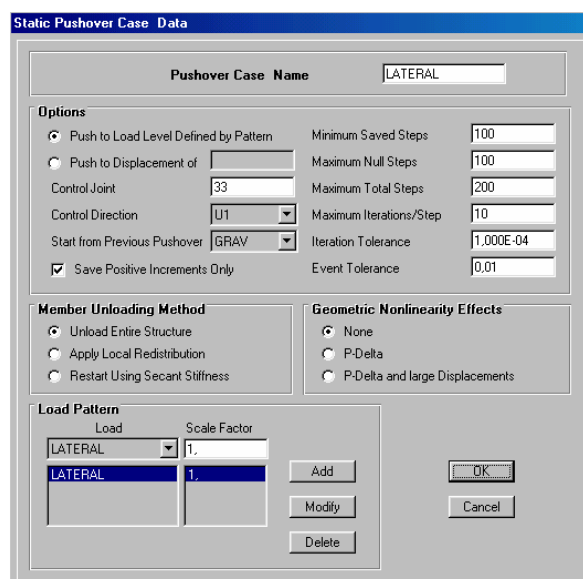 Static Pushover Case Data
Pushover Case Name LATERAL
Options
Push to Load Level Defined by Pattern Minimum Saved Steps 100
Push to Displacement of Maximum Null Steps 100
Control Joint 33 Maximum Total Steps 200
Control Direction U1 Maximum Iterations/Step 10
Start from Previous Pushover GRAV Iteration Tolerance 1,000E-04
Save Positive Increments Only Event Tolerance 0,01
Member Unloading Method
Unload Entire Structure
Apply Local Redistribution
Restart Using Secant Stiffness
Geometric Nonlinearity Effects
None
P-Delta
P-Delta and large Displacements
Load Pattern
Load Scale Factor
LATERAL 1,
LATERAL 1,
Add
Modify
Delete
OK
Cancel